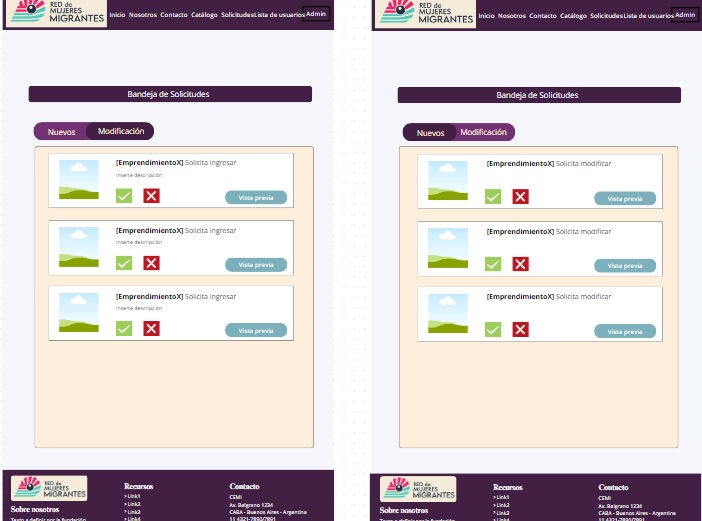 RED de
MUJERES
MIGRANTES
Inicio Nosotros Contacto Catálogo Solicitudes Lista de usuarios Admin
Bandeja de Solicitudes
Nuevos Modificación
[EmprendimientoX] Solicita ingresar
Inserte descripción
Vista previa
[EmprendimientoX] Solicita ingresar
Inserte descripción
Vista previa
[EmprendimientoX] Solicita ingresar
Inserte descripción
Vista previa
RED de
MUJERES
MIGRANTES
Sobre nosotros
Texto a definir por la fundación
Recursos
Link1
Link2
Link3
Link4
Contacto
CEMI
Av. Belgrano 1234
CABA - Buenos Aires - Argentina
11 4321-7890/7891
RED de
MUJERES
MIGRANTES
Inicio Nosotros Contacto Catálogo Solicitudes Lista de usuarios Admin
Bandeja de Solicitudes
Nuevos Modificación
[EmprendimientoX] Solicita modificar
Vista previa
[EmprendimientoX] Solicita modificar
Vista previa
[EmprendimientoX] Solicita modificar
Vista previa
RED de
MUJERES
MIGRANTES
Sobre nosotros
Texto a definir por la fundación
Recursos
Link1
Link2
Link3
Link4
Contacto
CEMI
Av. Belgrano 1234
CABA - Buenos Aires - Argentina
11 4321-7890/7891